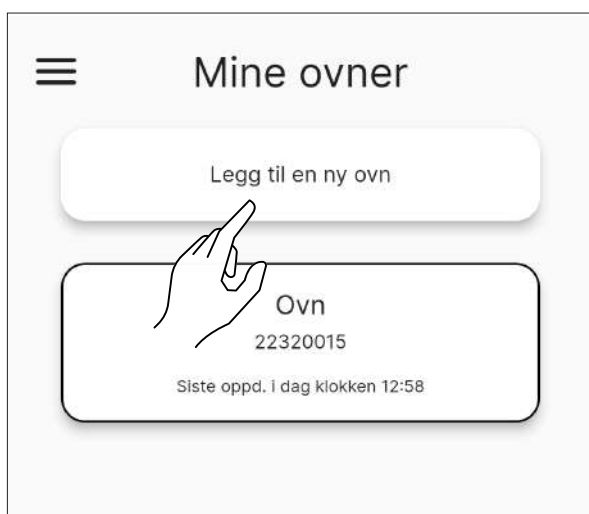 Mine ovner
Legg til en ny ovn
Ovn
22320015
Siste oppd. i dag klokken 12:58